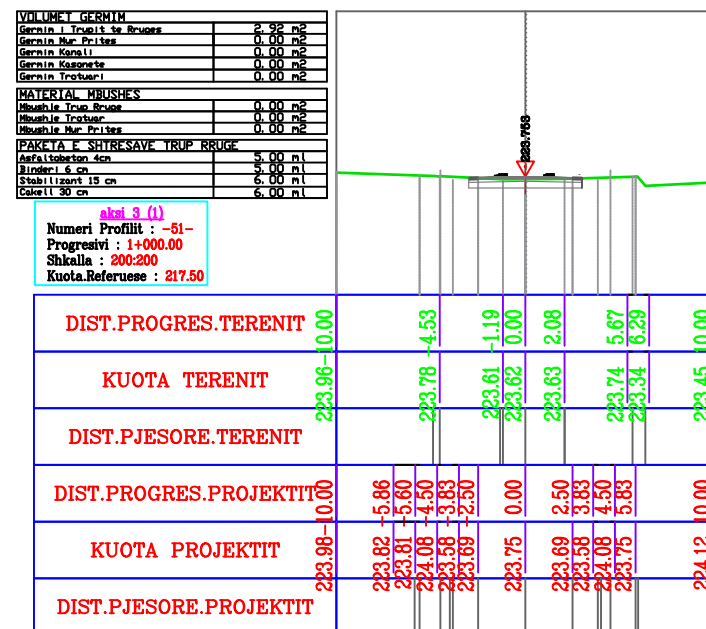 VOLUMET GERMIM
Germim i Trupit te Rruges 2.92 m2
Germim Mur Prites 0.00 m2
Germim Kanali 0.00 m2
Germim Kasonete 0.00 m2
Germim Trotuari 0.00 m2
MATERIAL MBUSHES
Mbushje Trup Rruge 0.00 m2
Mbushje Trotuar 0.00 m2
Mbushje Mur Prites 0.00 m2
PAKETA E SHTRESAVE TRUP RRUGE
Asfaltobeton 4cm 5.00 ml
Binderi 6 cm 5.00 ml
Stabilizant 15 cm 6.00 ml
Cakell 30 cm 6.00 ml
223.753
aksi 3 (1)
Numeri Profilit : -51-
Progresivi : 1+000.00
Shkalla : 200:200
Kuota.Referuese : 217.50
DIST.PROGRES.TERENIT -10.00 -4.53 -1.19 0.00 2.08 5.67 6.29 10.00
KUOTA TERENIT 223.96 223.78 223.61 223.62 223.63 223.74 223.34 223.45
DIST.PJESORE.TERENIT
DIST.PROGRES.PROJEKTIT -10.00 -5.86 -5.60 -4.50 -3.83 -2.50 0.00 2.50 3.83 4.50 5.83 10.00
KUOTA PROJEKTIT 223.98 223.82 223.81 224.08 223.58 223.69 223.75 223.69 223.58 224.08 223.75 224.12
DIST.PJESORE.PROJEKTIT